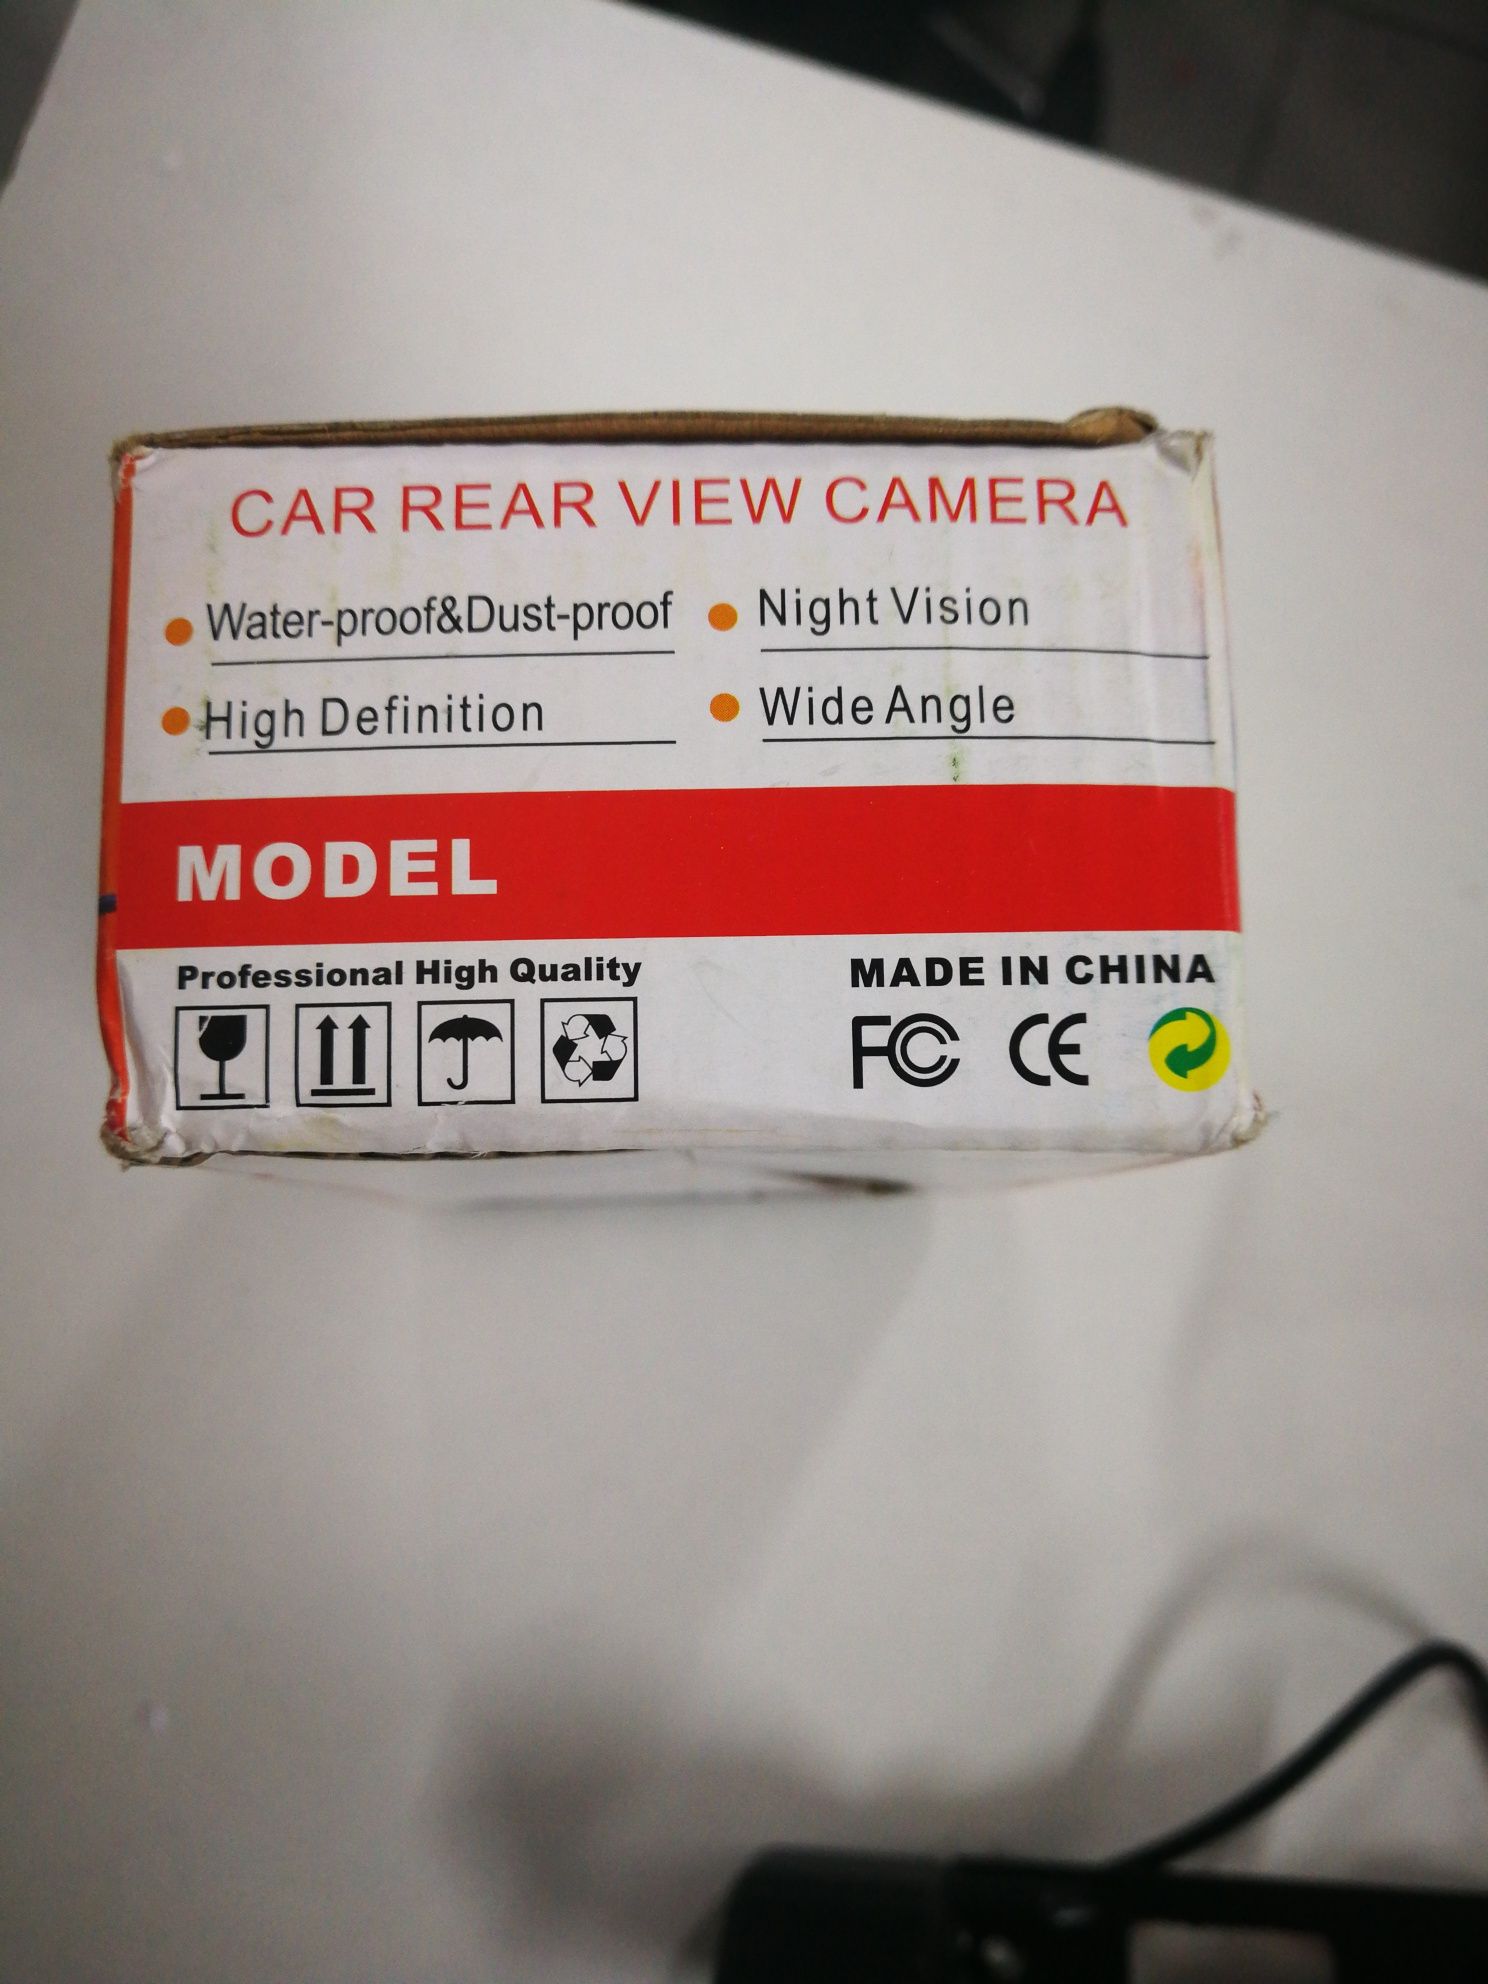 CAR REAR VIEW CAMERA
Water-proof&Dust-proof
Night Vision
High Definition
Wide Angle
MODEL
Professional High Quality
MADE IN CHINA
FC CE